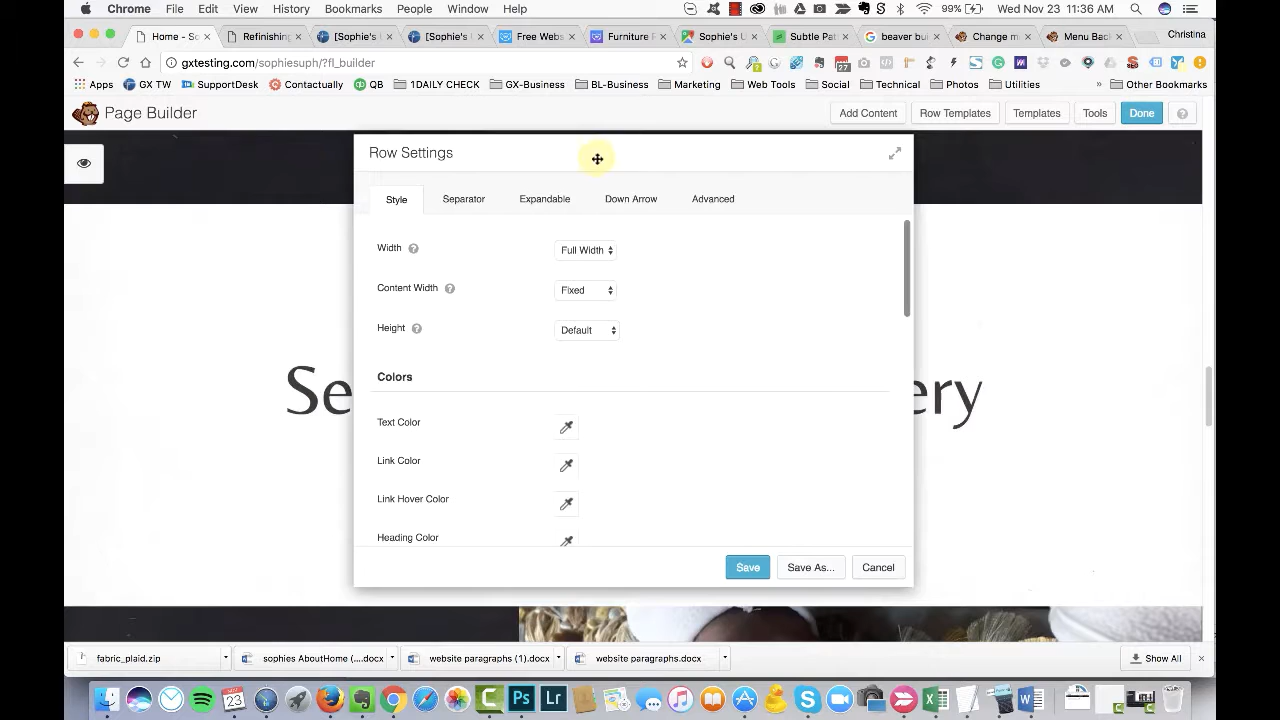 Chrome File Edit View History Bookmarks People Window Help 99% Wed Nov 23 11:36 AM
Christina
Home - So Refinishing [Sophie's U [Sophie's Free Webs Furniture F Sophie's U Subtle Pat beaver bui Change m Menu Back
gxtesting.com/sophiesuph/?fl_builder
Apps GX TW SupportDesk Contactually QB 1DAILY CHECK GX-Business BL-Business Marketing Web Tools Social Technical Photos Utilities » Other Bookmarks
Page Builder Add Content Row Templates Templates Tools Done ?
Row Settings
Style Separator Expandable Down Arrow Advanced
Width ? Full Width
Content Width ? Fixed
Height ? Default
Se ery
Colors
Text Color
Link Color
Link Hover Color
Heading Color
Save Save As... Cancel
fabric_plaid.zip sophies AboutHome (....docx website paragraphs (1).docx website paragraphs.docx Show All
Ps Lr